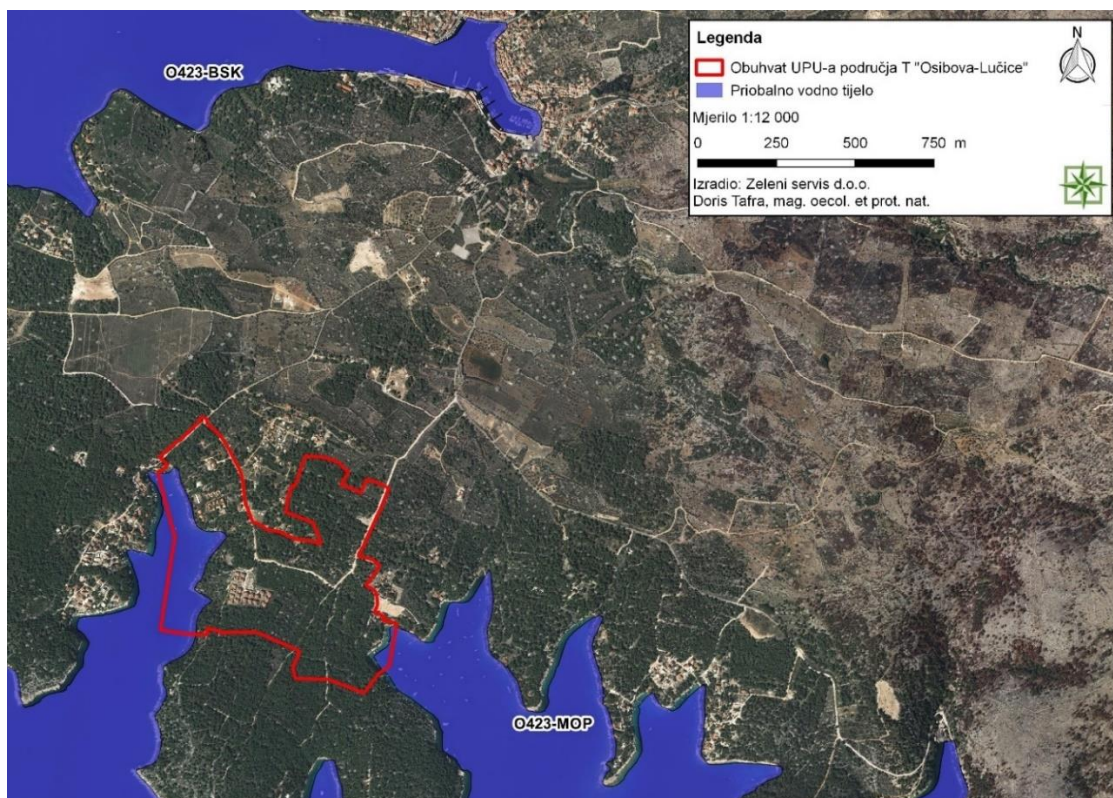 O423-BSK
Legenda
N
Obuhvat UPU-a područja T "Osibova-Lučice"
Priobalno vodno tijelo
Mjerilo 1:12 000
0 250 500 750 m
Izradio: Zeleni servis d.o.o.
Doris Tafra, mag. oecol. et prot. nat.
O423-MOP